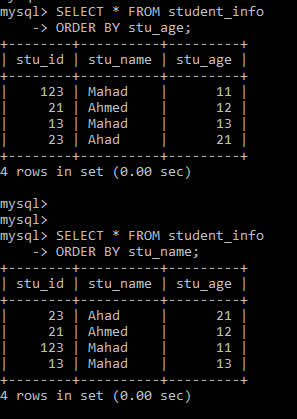 mysql> SELECT * FROM student_info
    -> ORDER BY stu_age;
+--------+----------+---------+
| stu_id | stu_name | stu_age |
+--------+----------+---------+
|    123 | Mahad    |      11 |
|     21 | Ahmed    |      12 |
|     13 | Mahad    |      13 |
|     23 | Ahad     |      21 |
+--------+----------+---------+
4 rows in set (0.00 sec)

mysql>
mysql>
mysql> SELECT * FROM student_info
    -> ORDER BY stu_name;
+--------+----------+---------+
| stu_id | stu_name | stu_age |
+--------+----------+---------+
|     23 | Ahad     |      21 |
|     21 | Ahmed    |      12 |
|    123 | Mahad    |      11 |
|     13 | Mahad    |      13 |
+--------+----------+---------+
4 rows in set (0.00 sec)